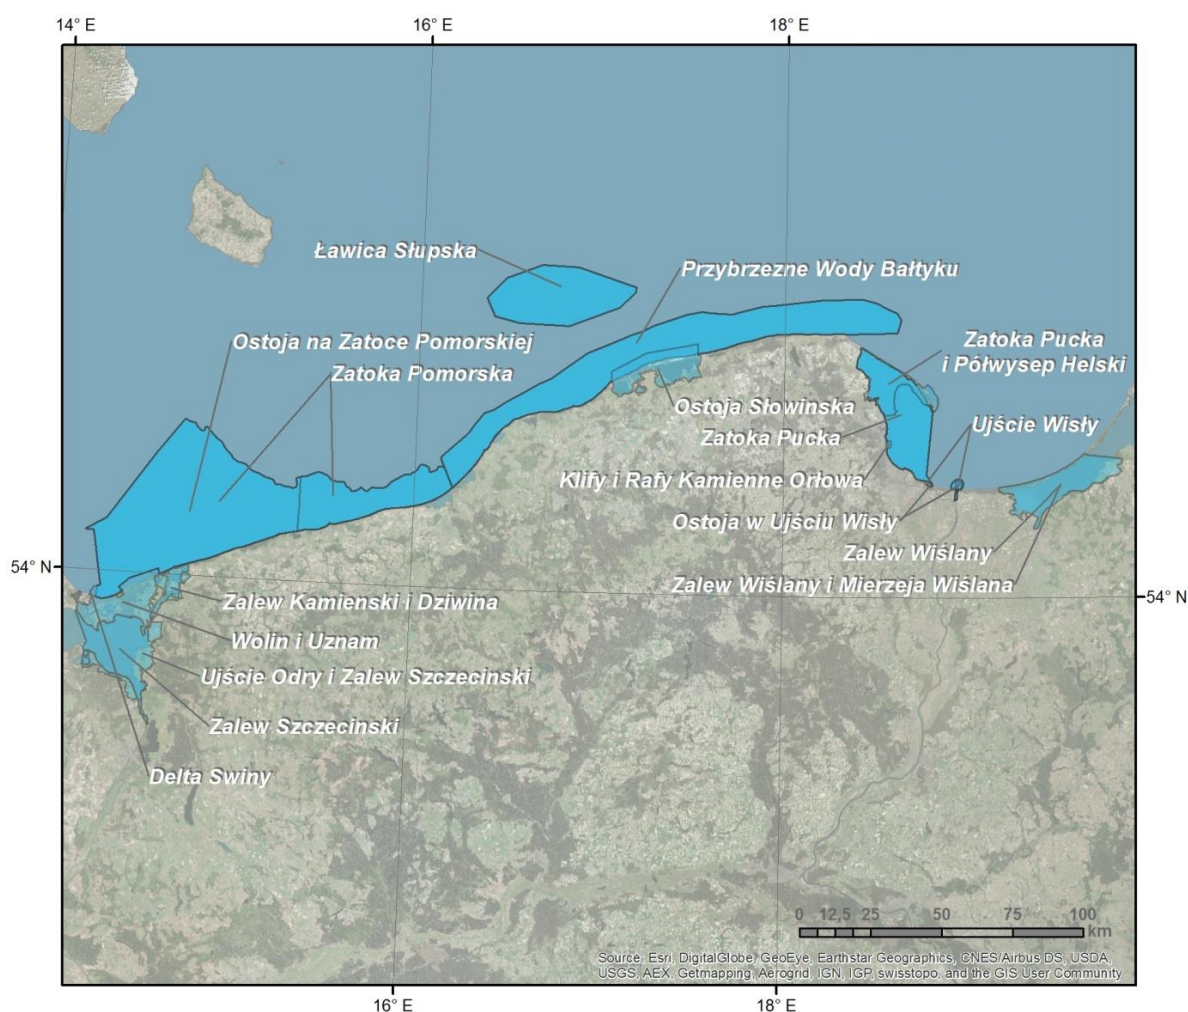 14° E
16° E
18° E
Ławica Słupska
Przybrzezne Wody Bałtyku
Ostoja na Zatoce Pomorskiej
Zatoka Pomorska
Zatoka Pucka
i Półwysep Helski
Ostoja Słowinska
Zatoka Pucka
Ujście Wisły
Klify i Rafy Kamienne Orłowa
Ostoja w Ujściu Wisły
Zalew Wiślany
Zalew Wiślany i Mierzeja Wiślana
54° N
54° N
Zalew Kamienski i Dziwina
Wolin i Uznam
Ujście Odry i Zalew Szczecinski
Zalew Szczecinski
Delta Swiny
0 12,5 25 50 75 100
km
Source: Esri, DigitalGlobe, GeoEye, Earthstar Geographics, CNES/Airbus DS, USDA,
USGS, AEX, Getmapping, Aerogrid, IGN, IGP, swisstopo, and the GIS User Community
16° E
18° E